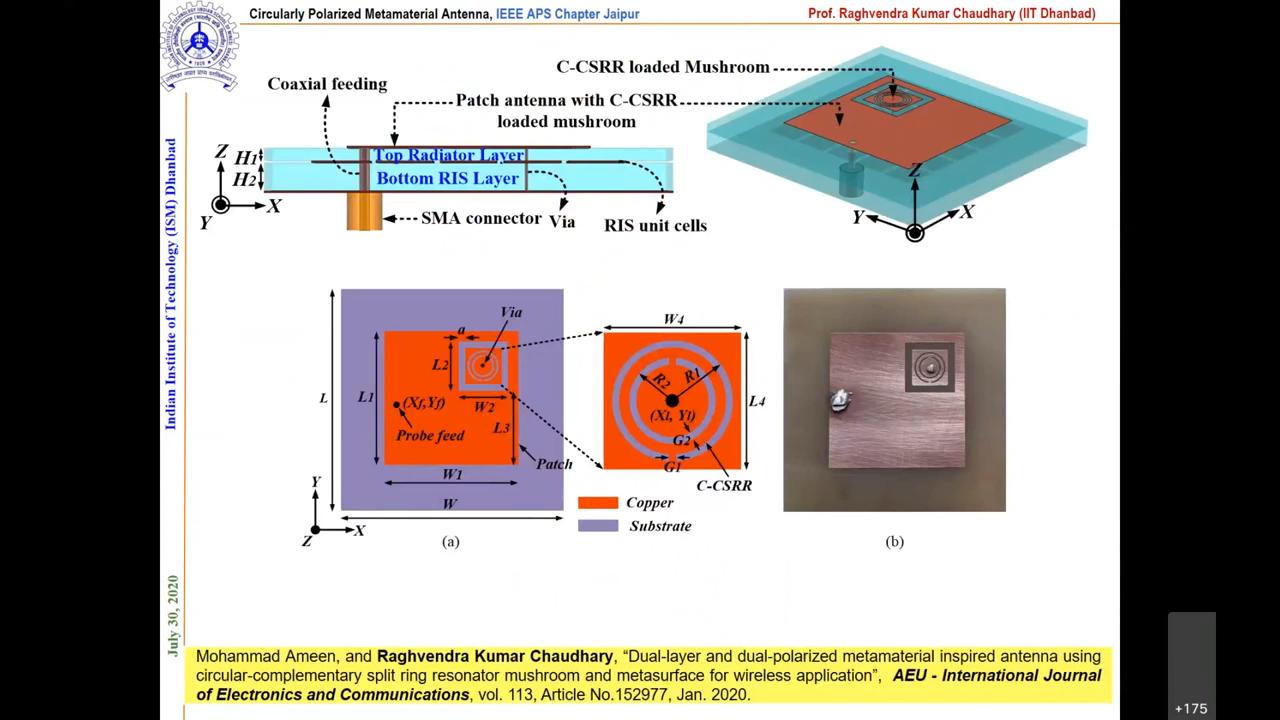 Circularly Polarized Metamaterial Antenna, IEEE APS Chapter Jaipur
Prof. Raghvendra Kumar Chaudhary (IIT Dhanbad)
Indian Institute of Technology (ISM) Dhanbad
July 30, 2020
Coaxial feeding
C-CSRR loaded Mushroom
Patch antenna with C-CSRR
loaded mushroom
Z
H1
H2
X
Y
Top Radiator Layer
Bottom RIS Layer
SMA connector
Via
RIS unit cells
Z
Y
X
Via
a
L2
L
L1
(Xf,Yf)
W2
L3
Probe feed
Patch
W1
W
Y
X
Z
(a)
W4
R2
R1
(Xl, Yl)
L4
G2
G1
C-CSRR
Copper
Substrate
(b)
Mohammad Ameen, and Raghvendra Kumar Chaudhary, “Dual-layer and dual-polarized metamaterial inspired antenna using
circular-complementary split ring resonator mushroom and metasurface for wireless application”, AEU - International Journal
of Electronics and Communications, vol. 113, Article No.152977, Jan. 2020.
+175